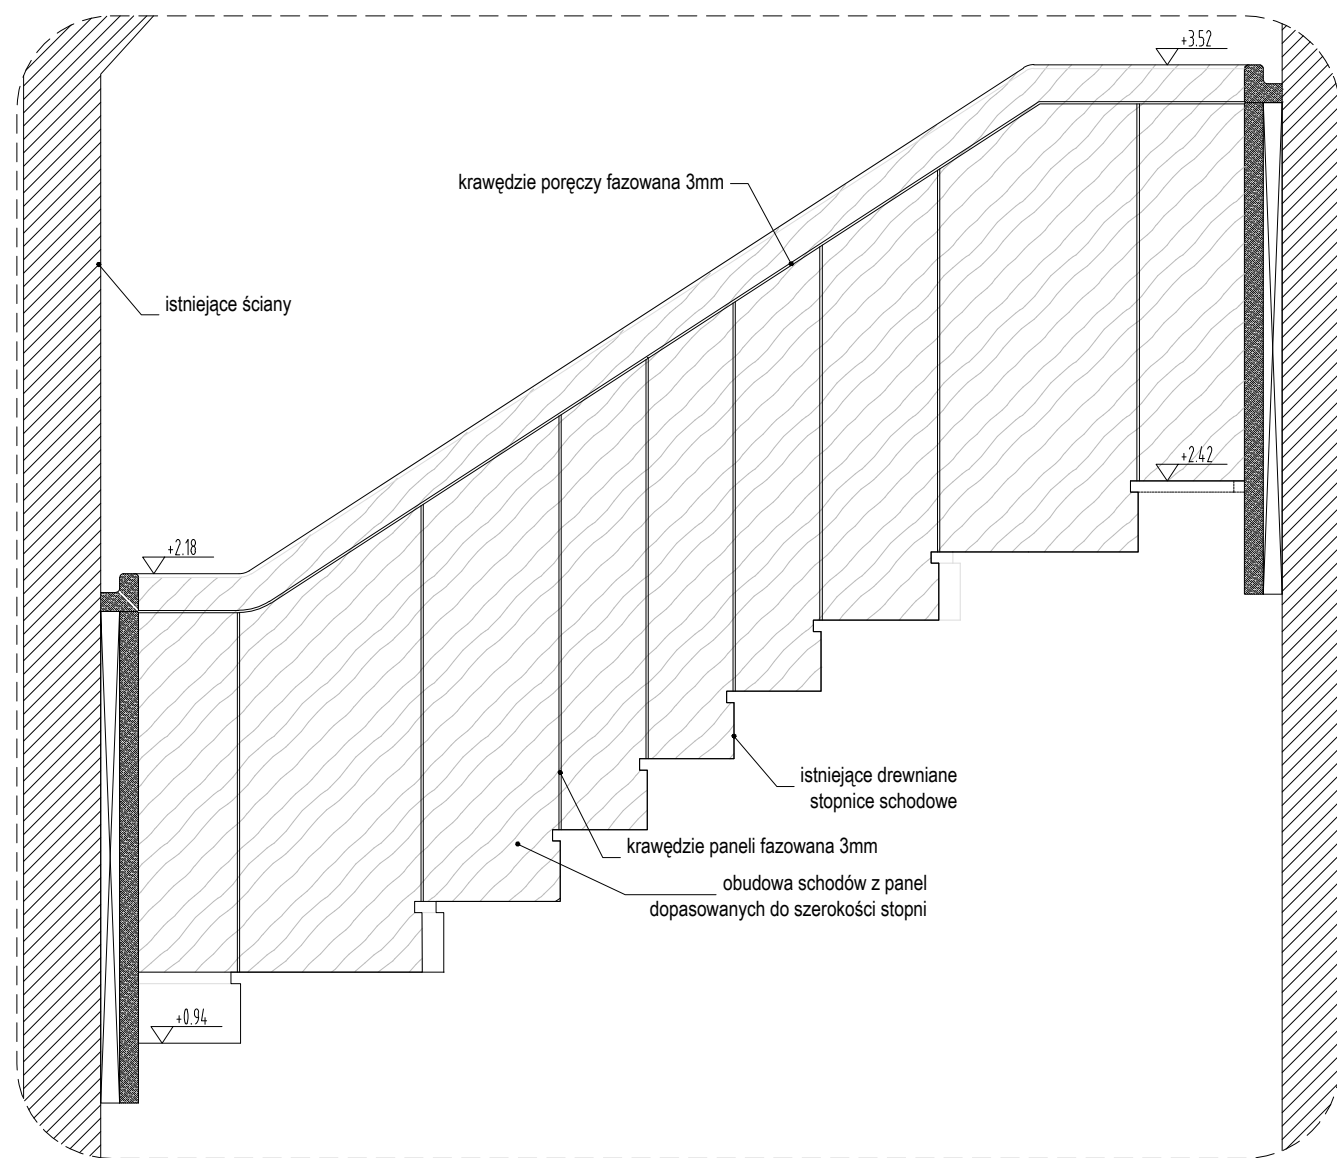 +3.52
krawędzie poręczy fazowana 3mm
istniejące ściany
+2.42
+2.18
istniejące drewniane
stopnice schodowe
krawędzie paneli fazowana 3mm
obudowa schodów z panel
dopasowanych do szerokości stopni
+0.94